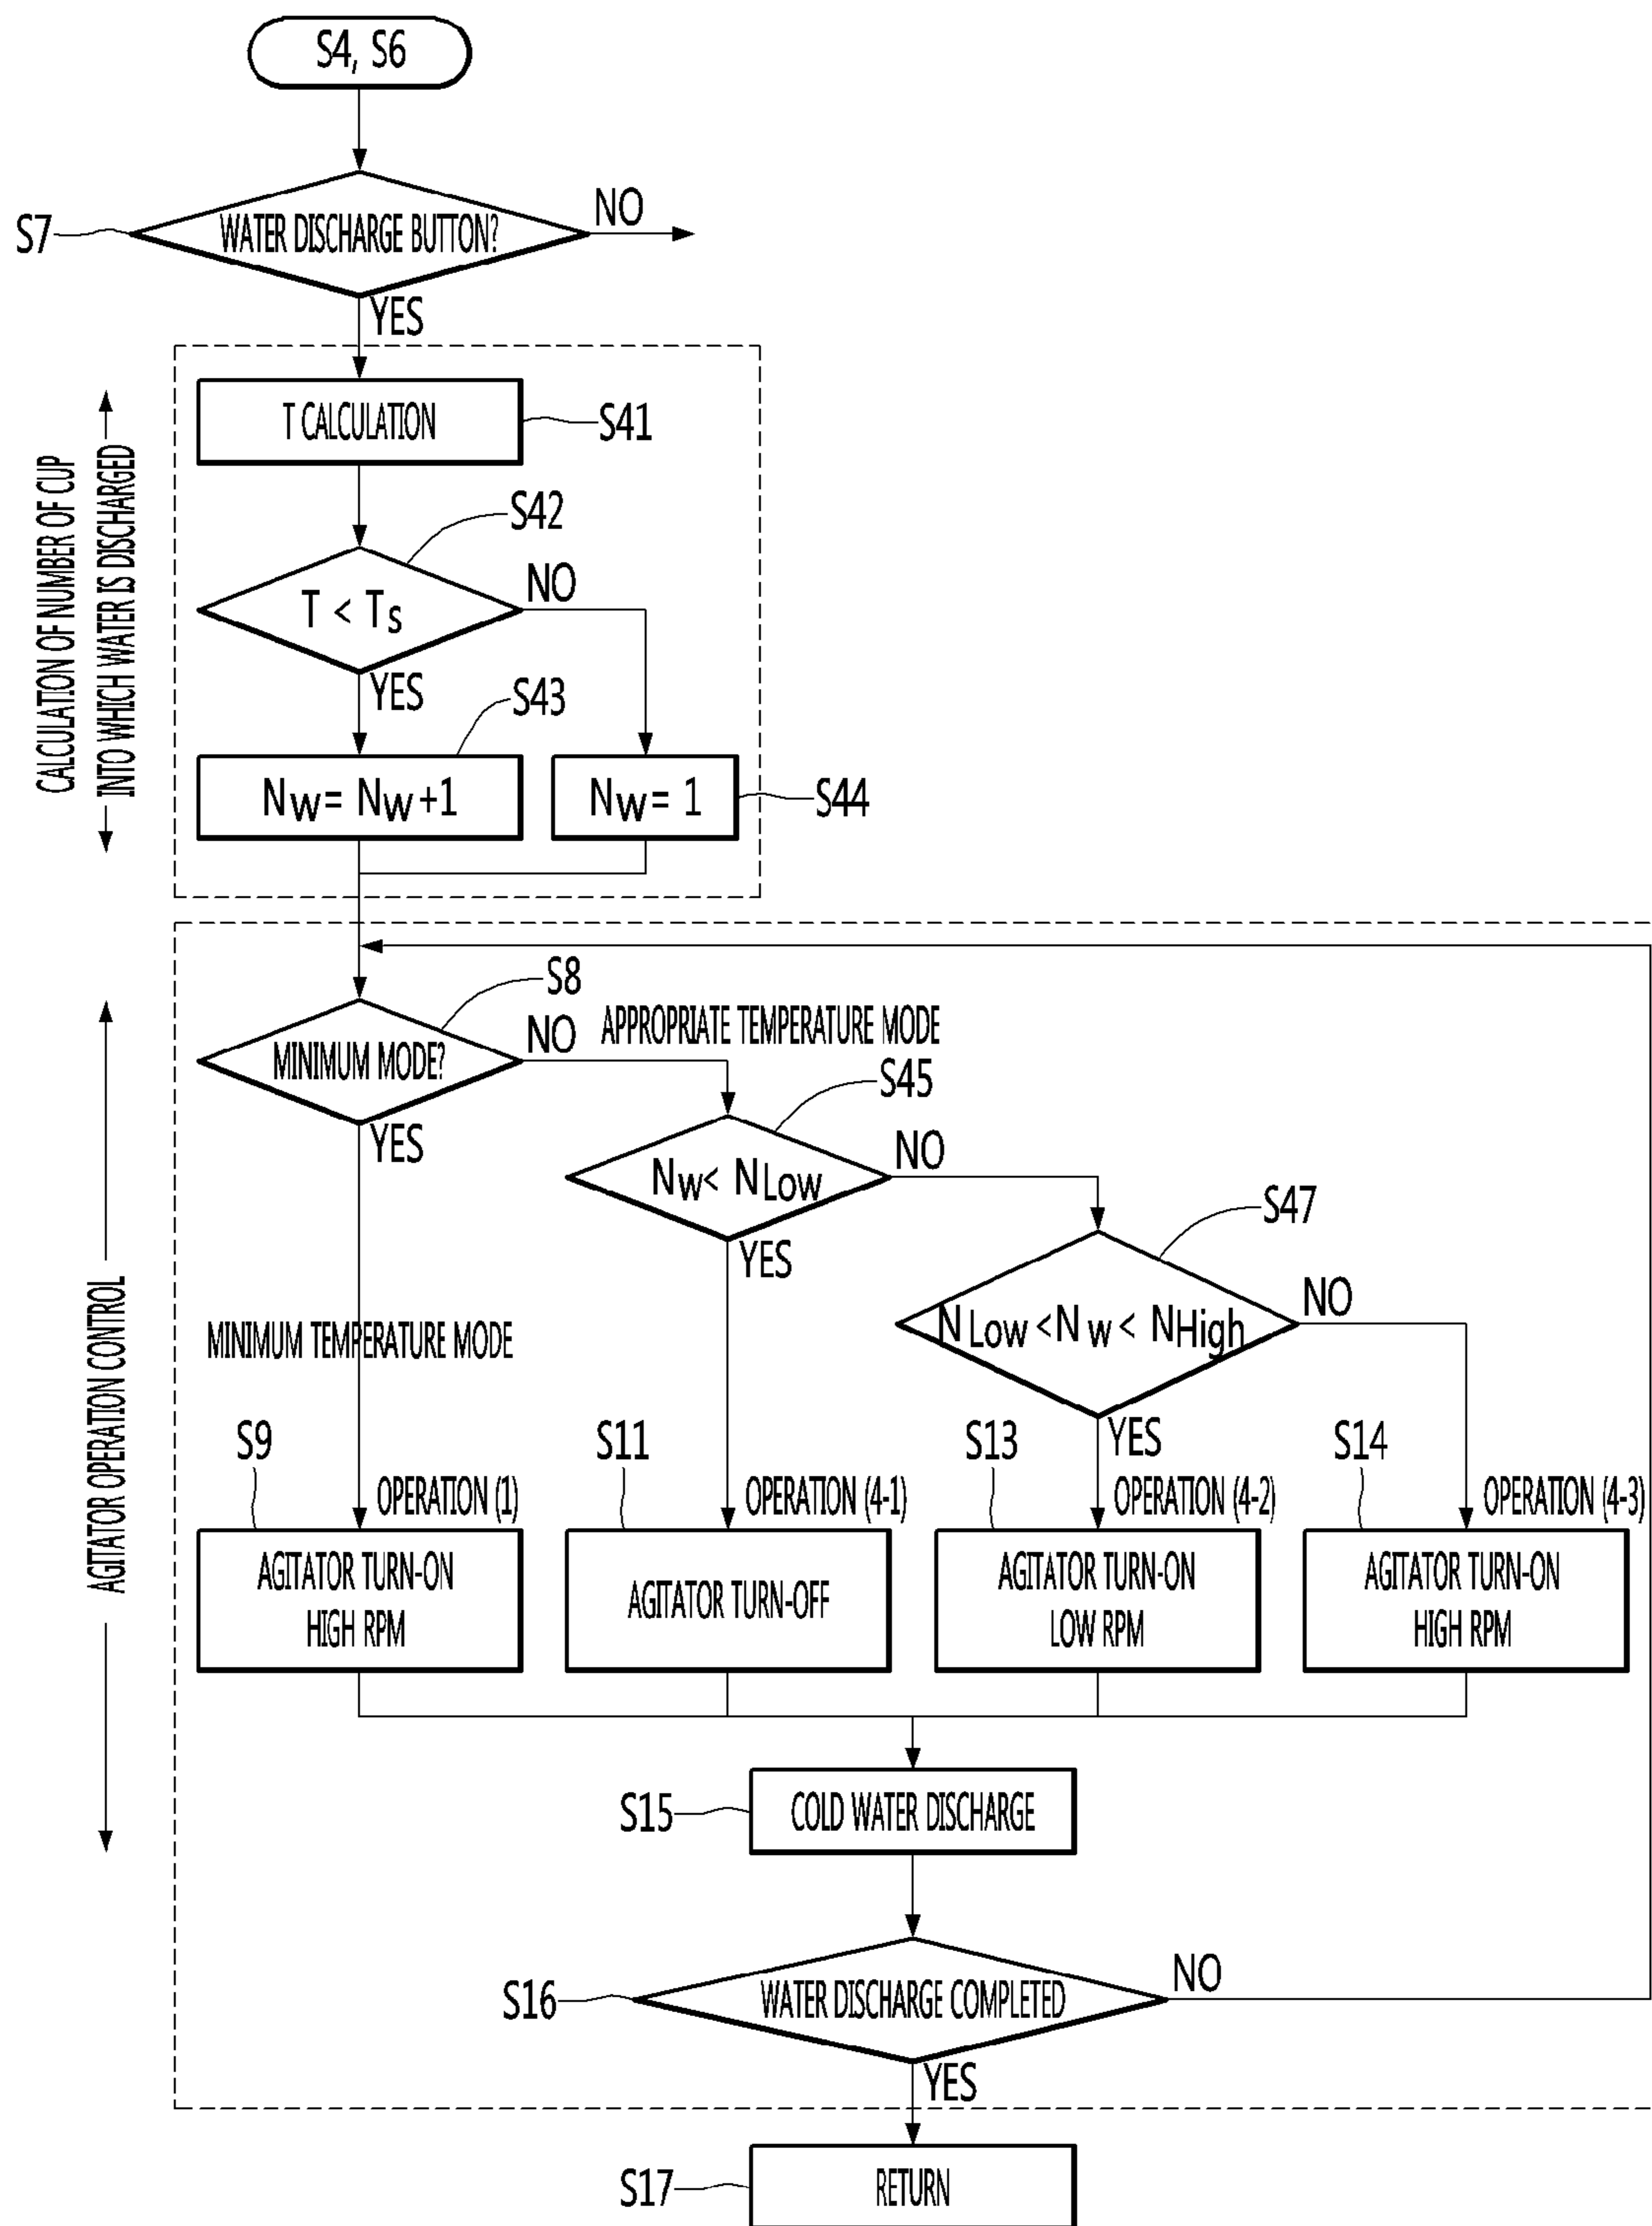 S4, S6
S7
WATER DISCHARGE BUTTON?
NO
YES
CALCULATION OF NUMBER OF CUP
INTO WHICH WATER IS DISCHARGED
T CALCULATION
S41
S42
T < Ts
NO
YES
S43
Nw= Nw+1
Nw= 1
S44
AGITATOR OPERATION CONTROL
S8
MINIMUM MODE?
NO
APPROPRIATE TEMPERATURE MODE
YES
S45
Nw< NLow
NO
YES
S47
NLow <Nw< NHigh
NO
YES
MINIMUM TEMPERATURE MODE
S9
OPERATION (1)
S11
OPERATION (4-1)
S13
OPERATION (4-2)
S14
OPERATION (4-3)
AGITATOR TURN-ON
HIGH RPM
AGITATOR TURN-OFF
AGITATOR TURN-ON
LOW RPM
AGITATOR TURN-ON
HIGH RPM
S15
COLD WATER DISCHARGE
S16
WATER DISCHARGE COMPLETED
NO
YES
S17
RETURN